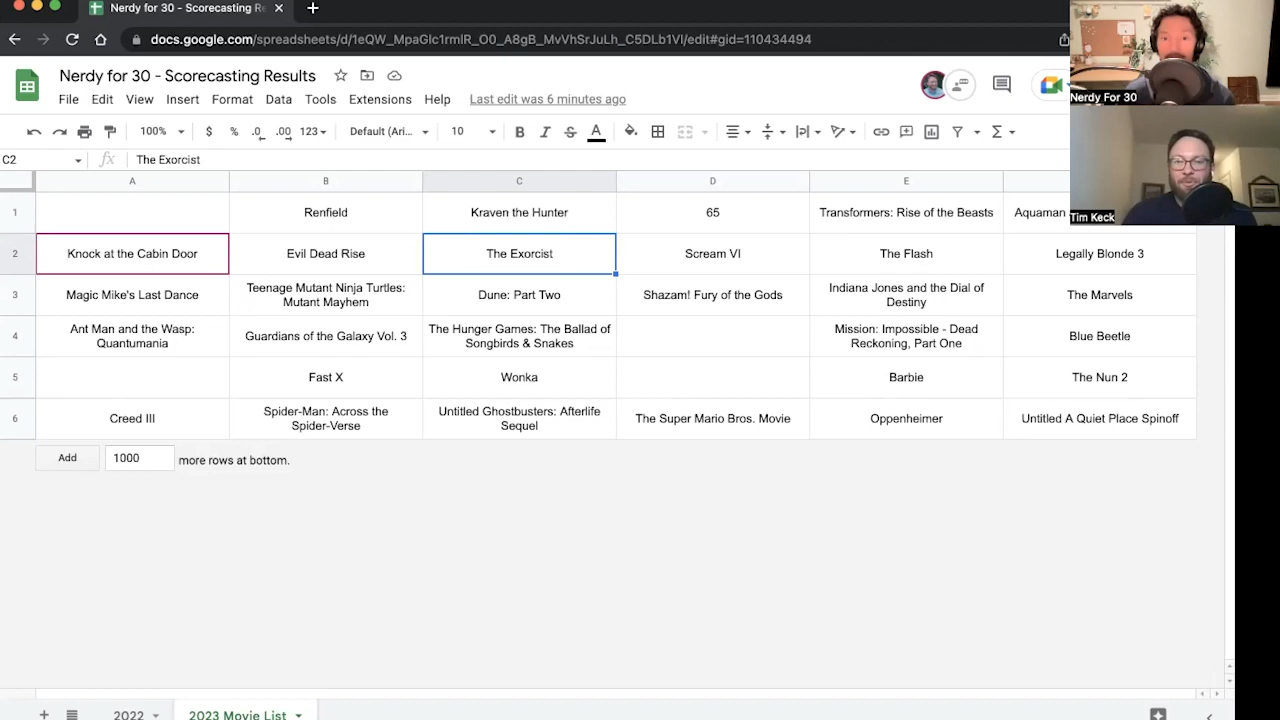 Nerdy for 30 - Scorecasting Re
docs.google.com/spreadsheets/d/1eQW_MpaGt1rmpOQ0_A8gB_MvVhSrJuLh_C5DLb1VI/edit#gid=110434494
Nerdy for 30 - Scorecasting Results
File Edit View Insert Format Data Tools Extensions Help Last edit was 6 minutes ago
100% $ % .0 .00 123 Default (Ari... 10 B I S A
C2 fx The Exorcist
A B C D E
1 Renfield Kraven the Hunter 65 Transformers: Rise of the Beasts Aquaman
2 Knock at the Cabin Door Evil Dead Rise The Exorcist Scream VI The Flash Legally Blonde 3
3 Magic Mike's Last Dance Teenage Mutant Ninja Turtles: Mutant Mayhem Dune: Part Two Shazam! Fury of the Gods Indiana Jones and the Dial of Destiny The Marvels
4 Ant Man and the Wasp: Quantumania Guardians of the Galaxy Vol. 3 The Hunger Games: The Ballad of Songbirds & Snakes Mission: Impossible - Dead Reckoning, Part One Blue Beetle
5 Fast X Wonka Barbie The Nun 2
6 Creed III Spider-Man: Across the Spider-Verse Untitled Ghostbusters: Afterlife Sequel The Super Mario Bros. Movie Oppenheimer Untitled A Quiet Place Spinoff
Add 1000 more rows at bottom.
2022 2023 Movie List
Nerdy For 30
Tim Keck